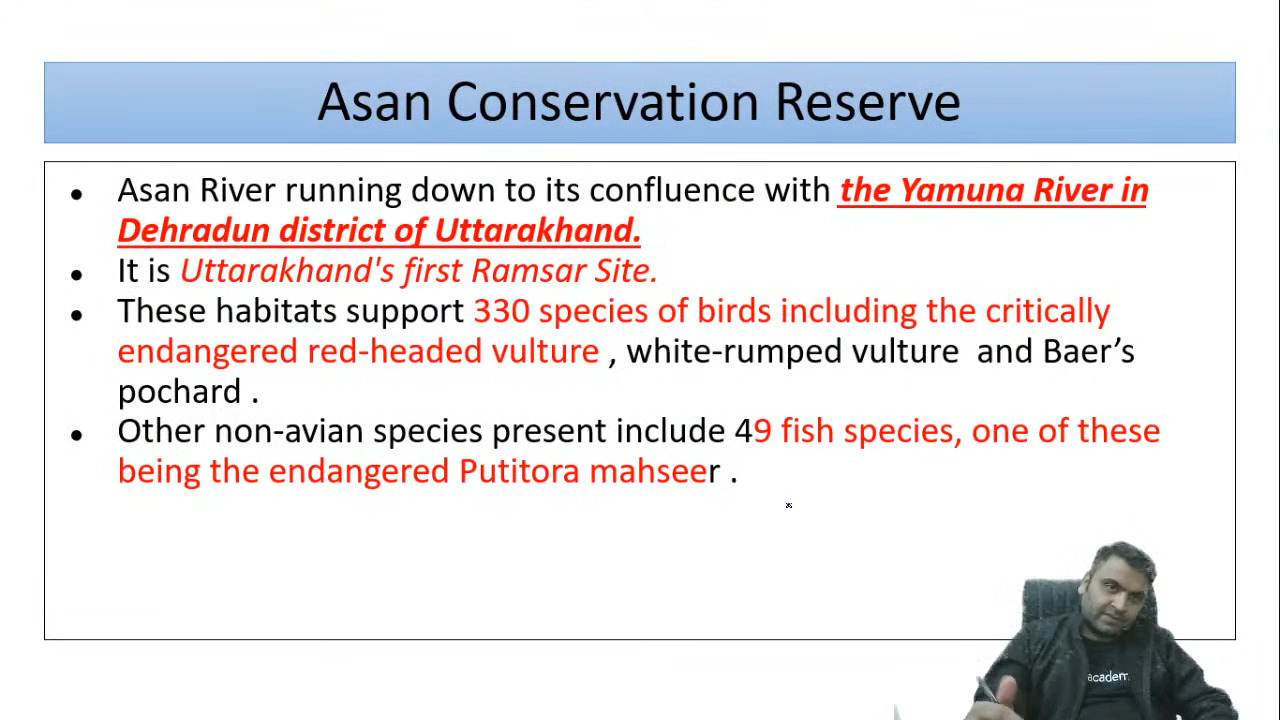 Asan Conservation Reserve
• Asan River running down to its confluence with the Yamuna River in
Dehradun district of Uttarakhand.
• It is Uttarakhand's first Ramsar Site.
• These habitats support 330 species of birds including the critically
endangered red-headed vulture , white-rumped vulture and Baer’s
pochard .
• Other non-avian species present include 49 fish species, one of these
being the endangered Putitora mahseer .
academ